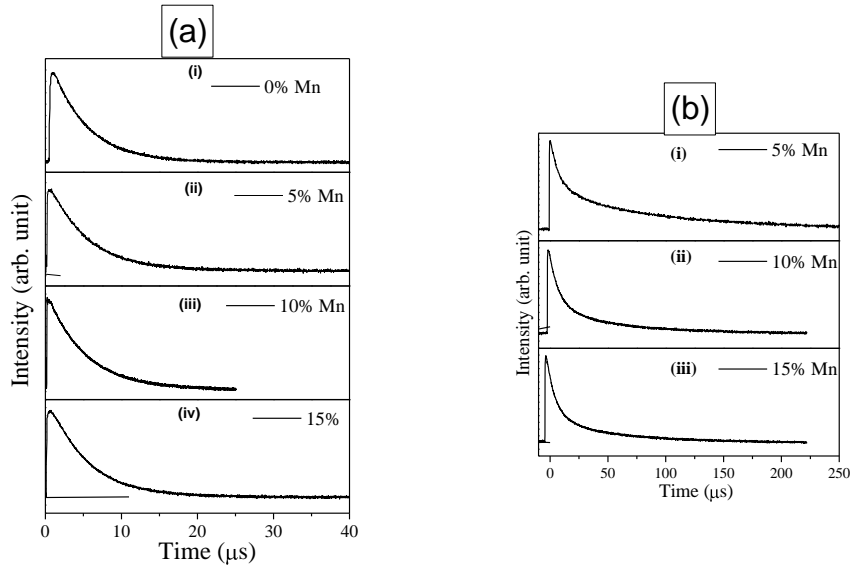 (a)
(i)
0% Mn
(ii)
5% Mn
(iii)
10% Mn
(iv)
15%
Intensity (arb. unit)
0 10 20 30 40
Time (μs)
(b)
(i)
5% Mn
(ii)
10% Mn
(iii)
15% Mn
Intensity (arb. unit)
0 50 100 150 200 250
Time (μs)